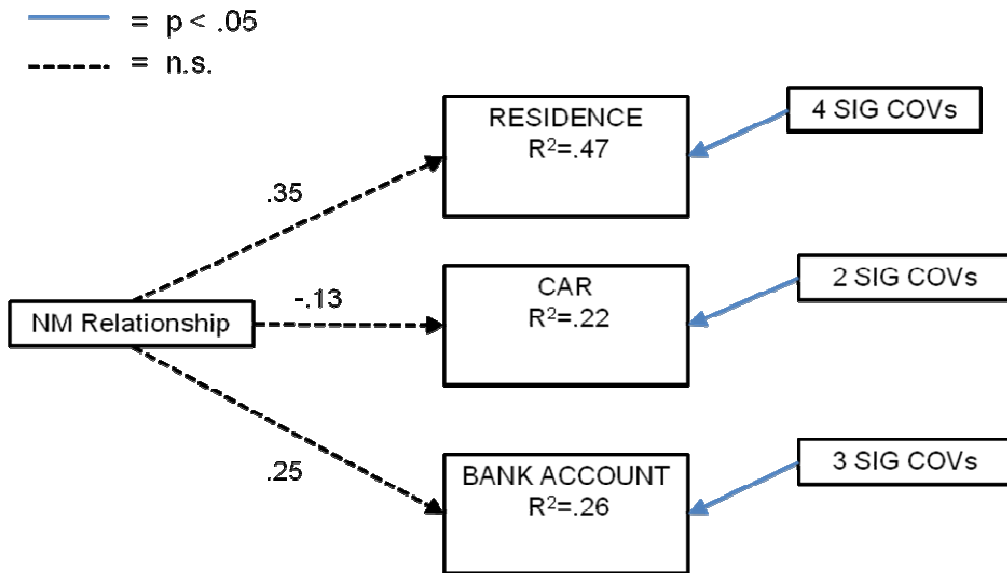 = p < .05
= n.s.
RESIDENCE
R²=.47
4 SIG COVs
.35
NM Relationship
-.13
CAR
R²=.22
2 SIG COVs
.25
BANK ACCOUNT
R²=.26
3 SIG COVs